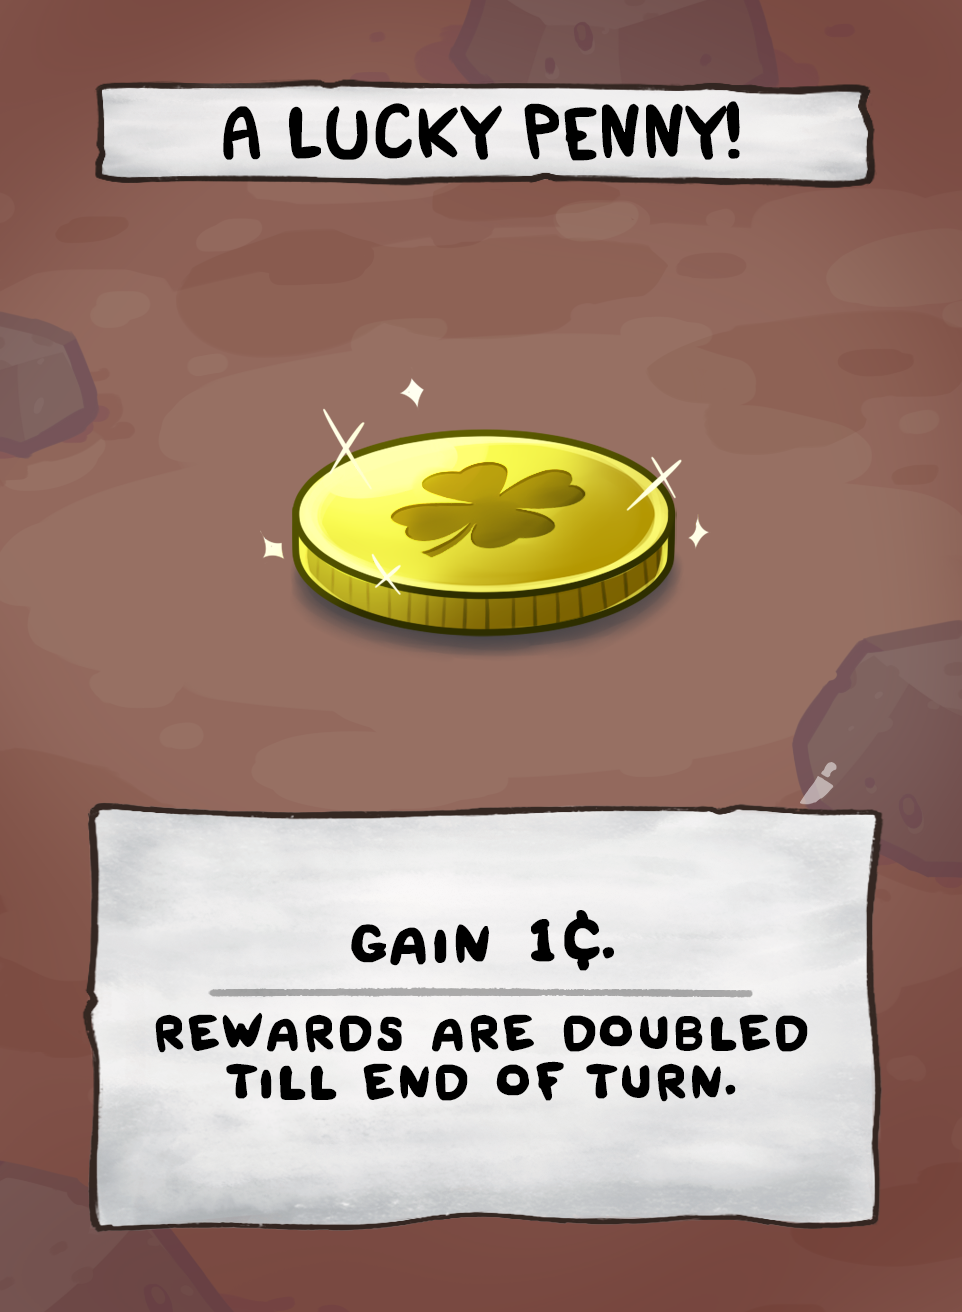 A LUCKY PENNY!
GAIN 1¢.
REWARDS ARE DOUBLED
TILL END OF TURN.